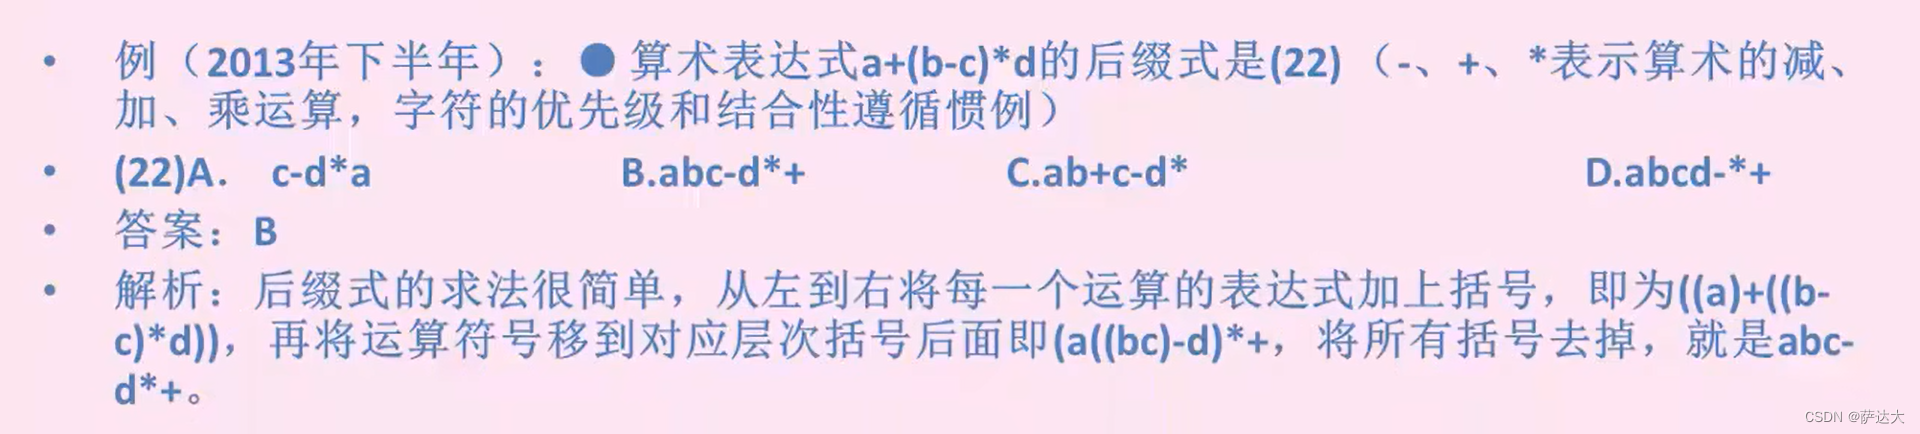 • 例（2013年下半年）：● 算术表达式a+(b-c)*d的后缀式是(22)（-、+、*表示算术的减、
加、乘运算，字符的优先级和结合性遵循惯例）
• (22)A. c-d*a B.abc-d*+ C.ab+c-d* D.abcd-*+
• 答案：B
• 解析：后缀式的求法很简单，从左到右将每一个运算的表达式加上括号，即为((a)+((b-
c)*d))，再将运算符号移到对应层次括号后面即(a((bc)-d)*+，将所有括号去掉，就是abc-
d*+。
CSDN @萨达大